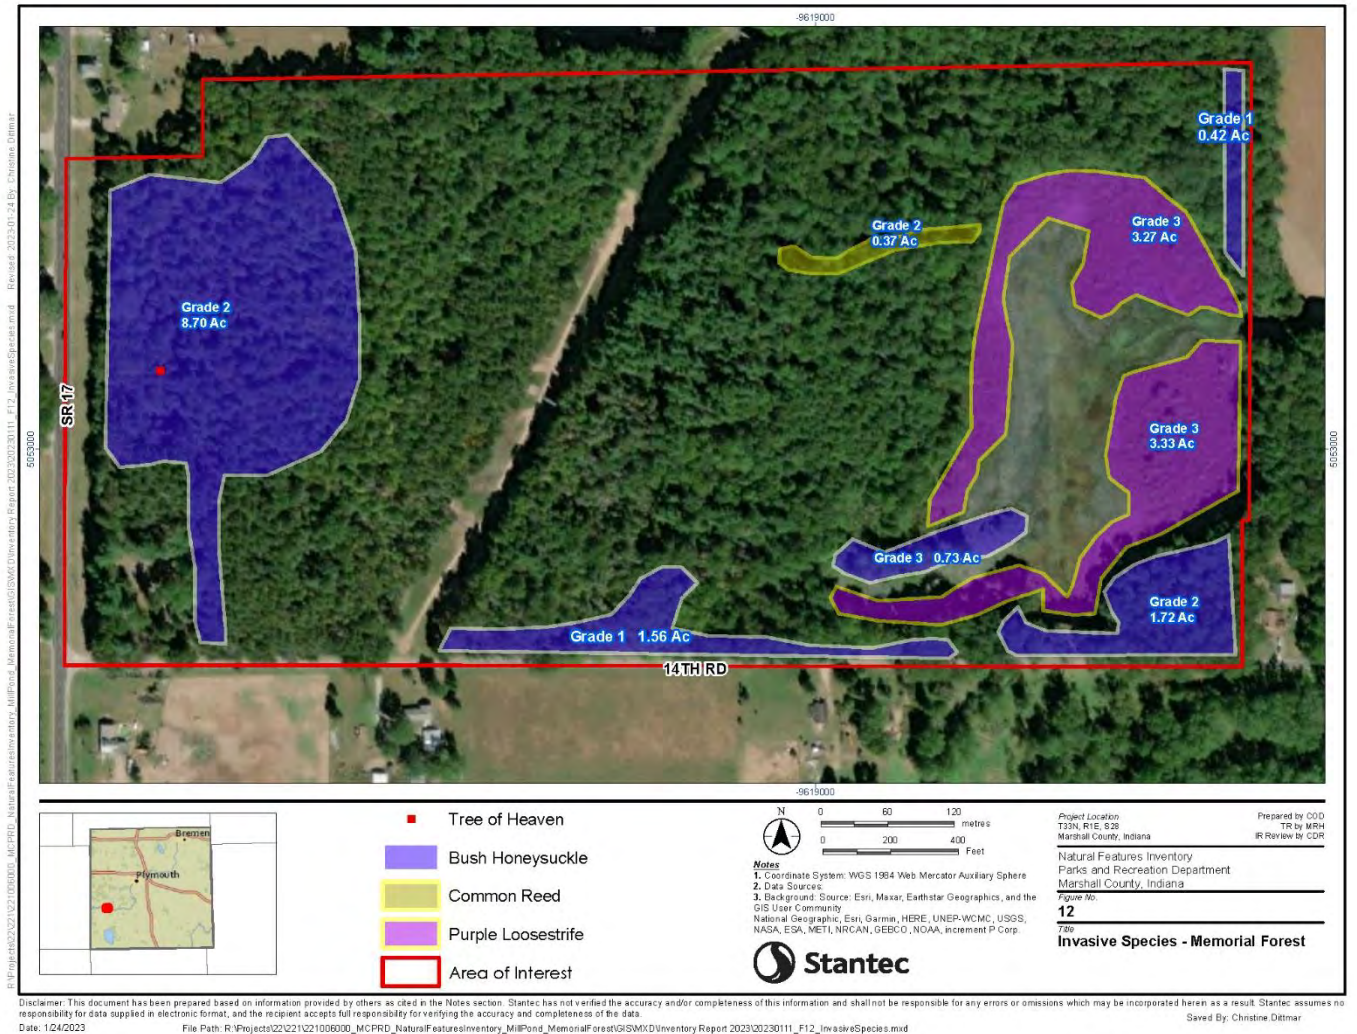 -9619000
Grade 1
0.42 Ac
Grade 2
0.37 Ac
Grade 3
3.27 Ac
Grade 2
8.70 Ac
SR 17
5053000
5053000
Grade 3
3.33 Ac
Grade 3 0.73 Ac
Grade 2
1.72 Ac
Grade 1 1.56 Ac
14TH RD
-9619000
Bremen
Plymouth
Tree of Heaven
Bush Honeysuckle
Common Reed
Purple Loosestrife
Area of Interest
N
0 60 120
metres
0 200 400
Feet
Notes
1. Coordinate System: WGS 1984 Web Mercator Auxiliary Sphere
2. Data Sources:
3. Background: Source: Esri, Maxar, Earthstar Geographics, and the
GIS User Community
National Geographic, Esri, Garmin, HERE, UNEP-WCMC, USGS,
NASA, ESA, METI, NRCAN, GEBCO, NOAA, increment P Corp.
Stantec
Project Location
T33N, R1E, S28
Marshall County, Indiana
Prepared by COD
TR by MRH
IR Review by CDR
Natural Features Inventory
Parks and Recreation Department
Marshall County, Indiana
Figure No.
12
Title
Invasive Species - Memorial Forest
Revised: 2023-01-24 By: Christine.Dittmar
Disclaimer: This document has been prepared based on information provided by others as cited in the Notes section. Stantec has not verified the accuracy and/or completeness of this information and shall not be responsible for any errors or omissions which may be incorporated herein as a result. Stantec assumes no
responsibility for data supplied in electronic format, and the recipient accepts full responsibility for verifying the accuracy and completeness of the data.
Saved By: Christine.Dittmar
Date: 1/24/2023
File Path: R:\Projects\22\221\221006000_MCPRD_NaturalFeaturesInventory_MillPond_MemorialForest\GIS\MXD\Inventory Report 2023\20230111_F12_InvasiveSpecies.mxd